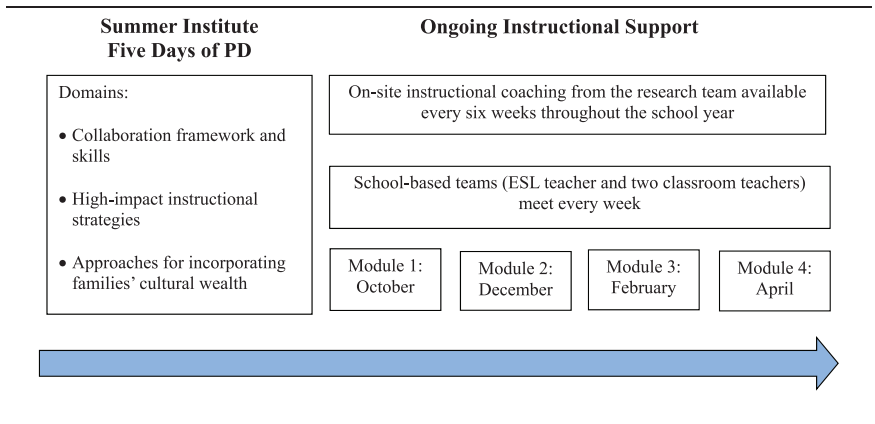 Summer Institute
Five Days of PD
Domains:
• Collaboration framework and
skills
• High-impact instructional
strategies
• Approaches for incorporating
families’ cultural wealth
Ongoing Instructional Support
On-site instructional coaching from the research team available
every six weeks throughout the school year
School-based teams (ESL teacher and two classroom teachers)
meet every week
Module 1:
October
Module 2:
December
Module 3:
February
Module 4:
April